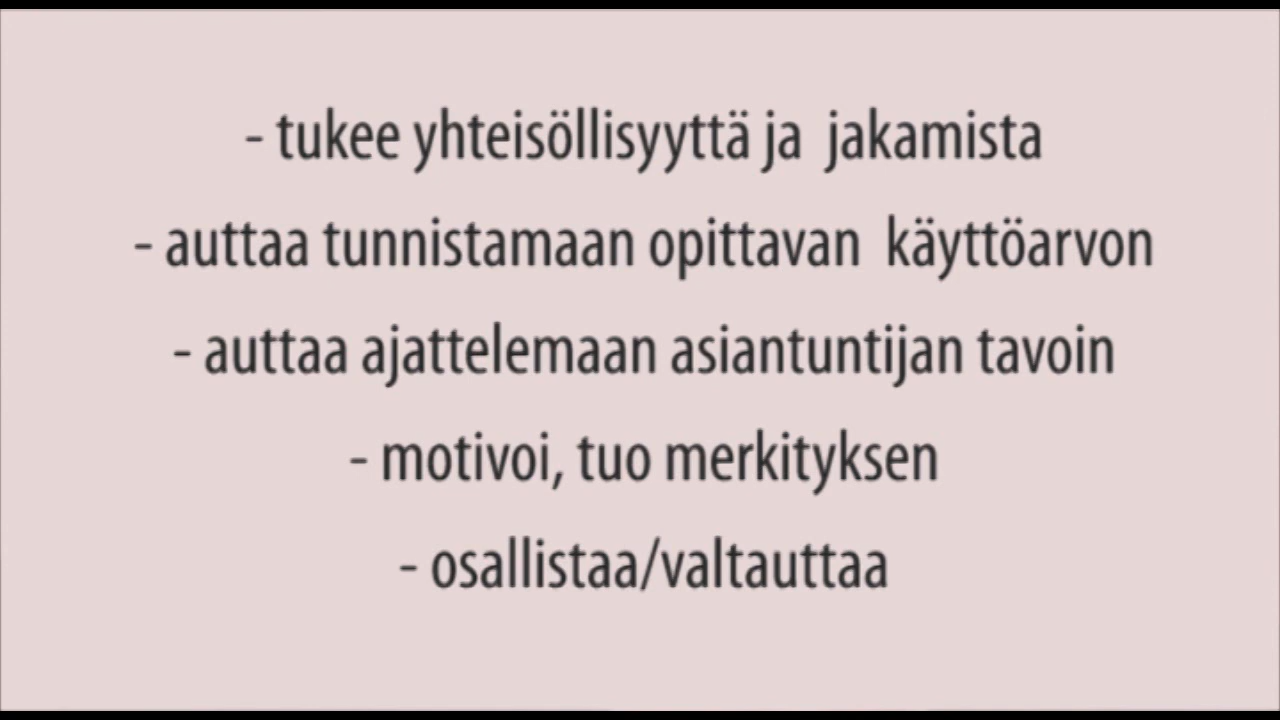 - tukee yhteisöllisyyttä ja jakamista
- auttaa tunnistamaan opittavan käyttöarvon
- auttaa ajattelemaan asiantuntijan tavoin
- motivoi, tuo merkityksen
- osallistaa/valtauttaa